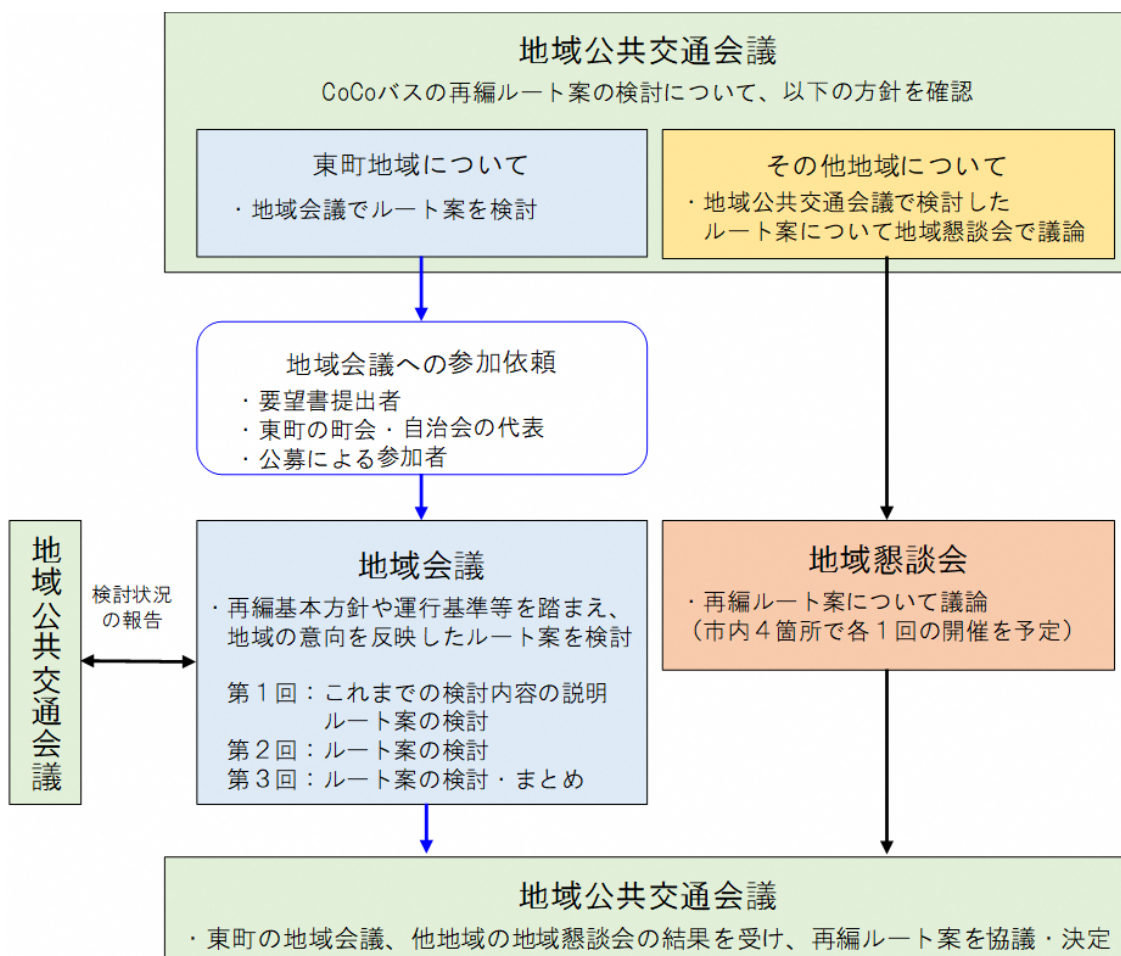 地域公共交通会議
CoCoバスの再編ルート案の検討について、以下の方針を確認
東町地域について
・地域会議でルート案を検討
その他地域について
・地域公共交通会議で検討した
ルート案について地域懇談会で議論
地域会議への参加依頼
・要望書提出者
・東町の町会・自治会の代表
・公募による参加者
地域公共交通会議
検討状況
の報告
地域会議
・再編基本方針や運行基準等を踏まえ、
地域の意向を反映したルート案を検討
第１回：これまでの検討内容の説明
ルート案の検討
第２回：ルート案の検討
第３回：ルート案の検討・まとめ
地域懇談会
・再編ルート案について議論
（市内４箇所で各１回の開催を予定）
地域公共交通会議
・東町の地域会議、他地域の地域懇談会の結果を受け、再編ルート案を協議・決定